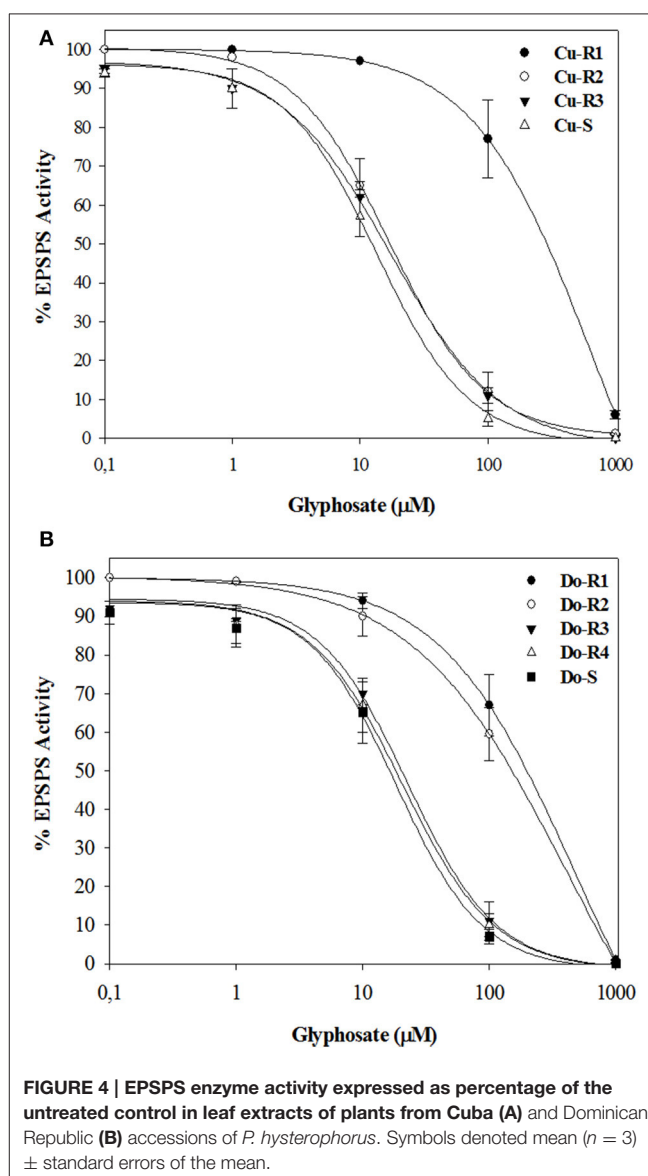 A
100
90
80
70
60
50
40
30
20
10
0
% EPSPS Activity
Cu-R1
Cu-R2
Cu-R3
Cu-S
0,1 1 10 100 1000
Glyphosate (µM)
B
100
90
80
70
60
50
40
30
20
10
0
% EPSPS Activity
Do-R1
Do-R2
Do-R3
Do-R4
Do-S
0,1 1 10 100 1000
Glyphosate (µM)
FIGURE 4 | EPSPS enzyme activity expressed as percentage of the
untreated control in leaf extracts of plants from Cuba (A) and Dominican
Republic (B) accessions of P. hysterophorus. Symbols denoted mean (n = 3)
± standard errors of the mean.